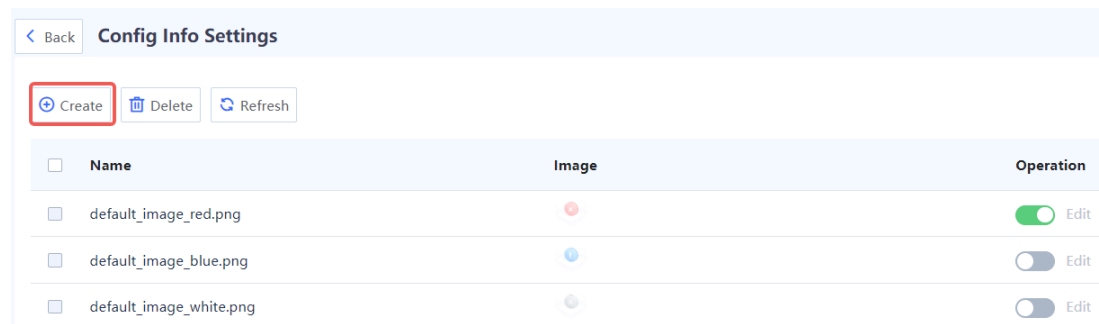 Back Config Info Settings
Create Delete Refresh
Name Image Operation
default_image_red.png Edit
default_image_blue.png Edit
default_image_white.png Edit